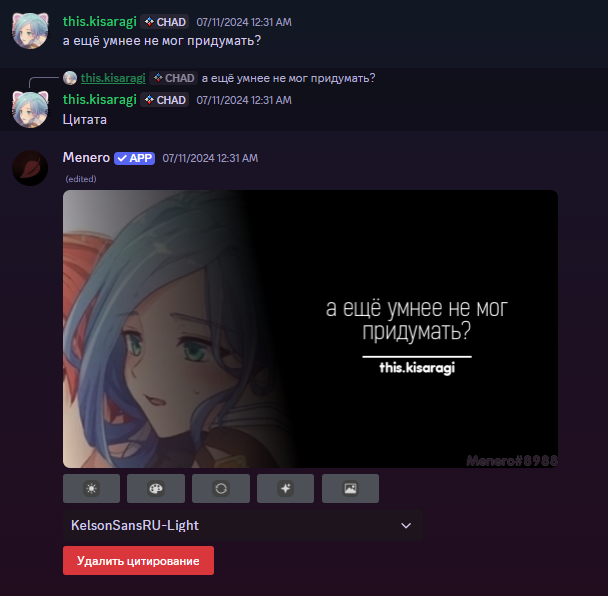 this.kisaragi CHAD 07/11/2024 12:31 AM
а ещё умнее не мог придумать?
this.kisaragi CHAD а ещё умнее не мог придумать?
this.kisaragi CHAD 07/11/2024 12:31 AM
Цитата
Menero APP 07/11/2024 12:31 AM
(edited)
а ещё умнее не мог
придумать?
this.kisaragi
Menero#8988
KelsonSansRU-Light
Удалить цитирование